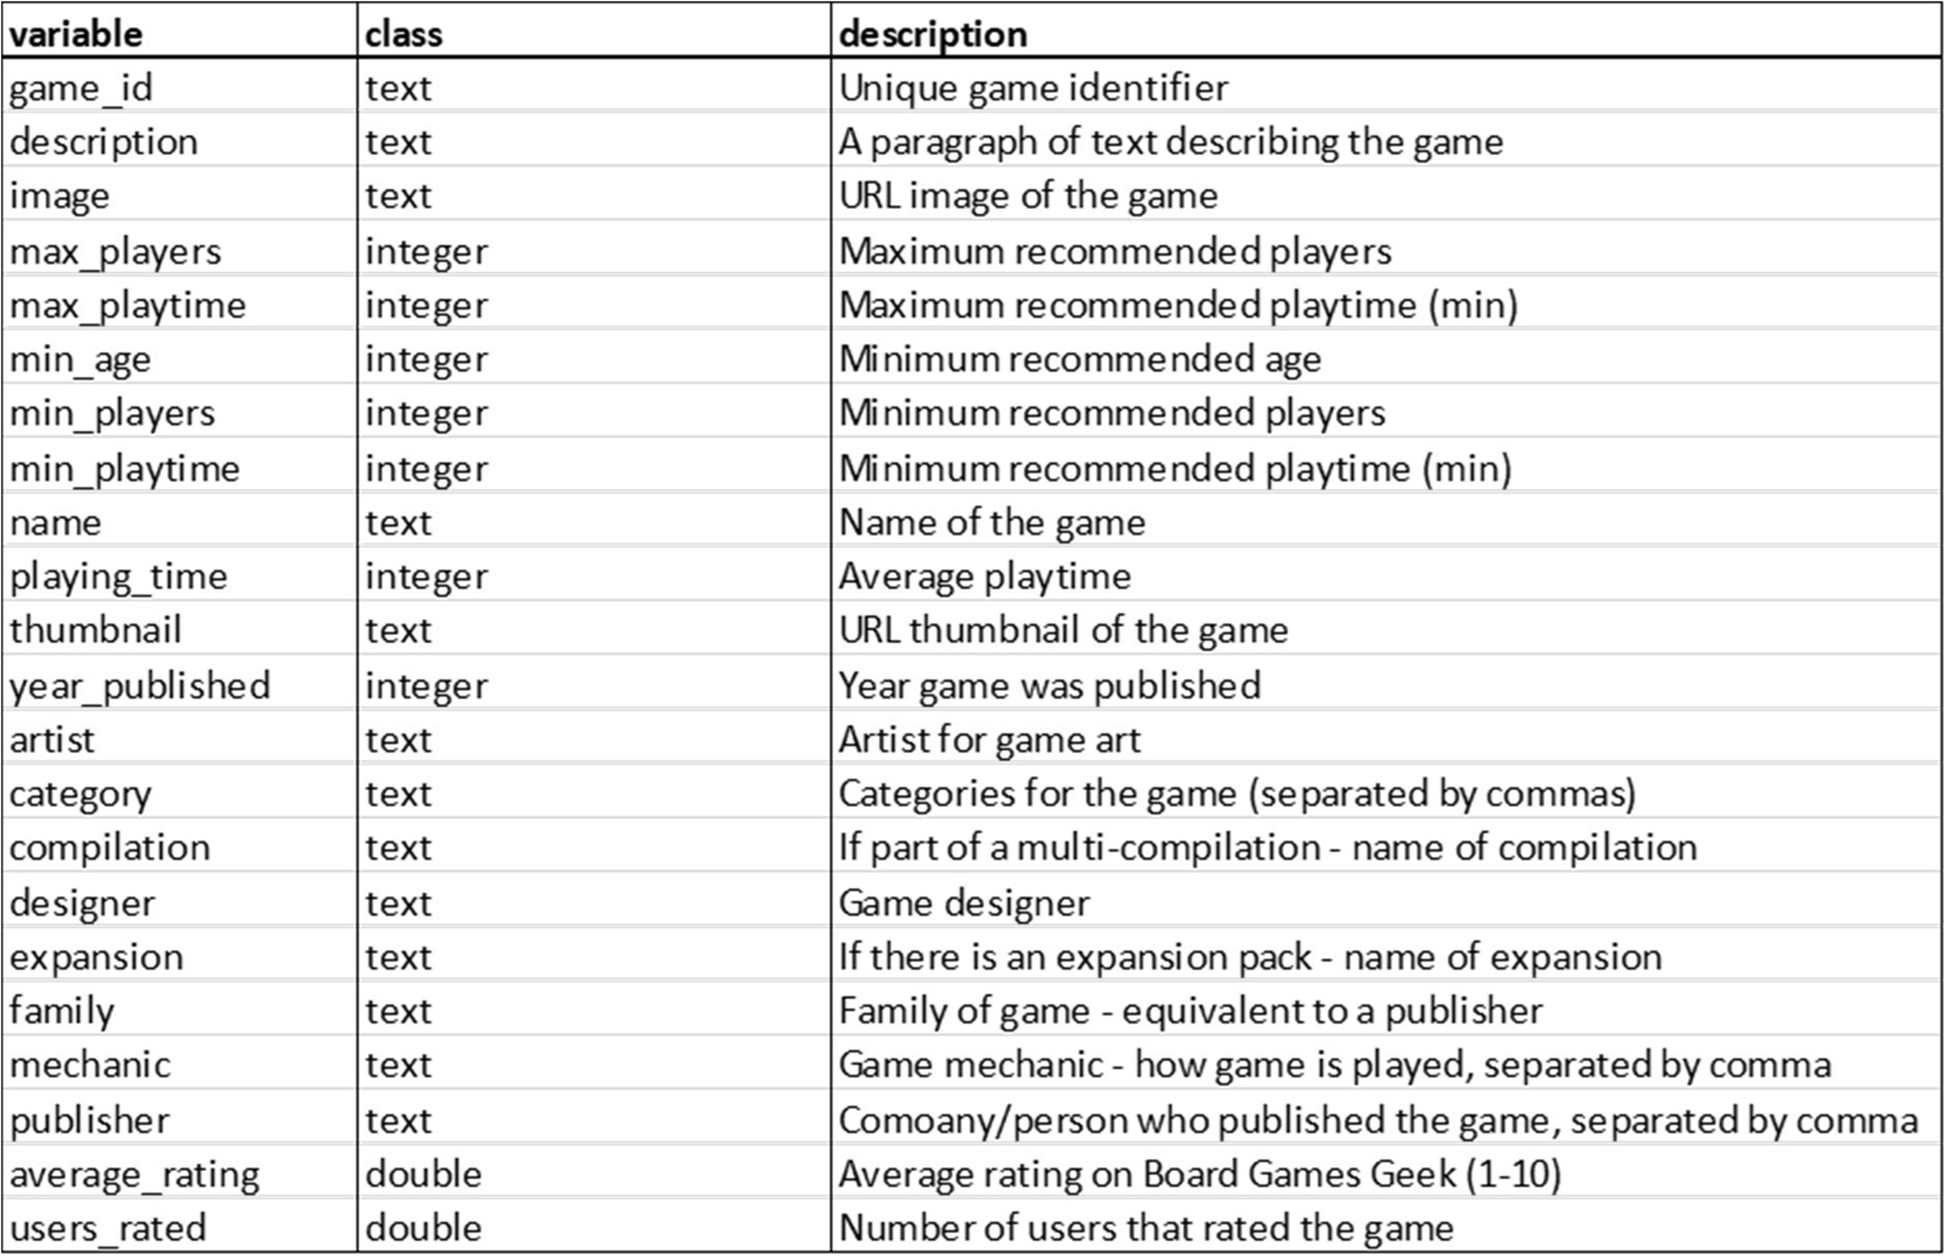 variable class description
game_id text Unique game identifier
description text A paragraph of text describing the game
image text URL image of the game
max_players integer Maximum recommended players
max_playtime integer Maximum recommended playtime (min)
min_age integer Minimum recommended age
min_players integer Minimum recommended players
min_playtime integer Minimum recommended playtime (min)
name text Name of the game
playing_time integer Average playtime
thumbnail text URL thumbnail of the game
year_published integer Year game was published
artist text Artist for game art
category text Categories for the game (separated by commas)
compilation text If part of a multi-compilation - name of compilation
designer text Game designer
expansion text If there is an expansion pack - name of expansion
family text Family of game - equivalent to a publisher
mechanic text Game mechanic - how game is played, separated by comma
publisher text Comoany/person who published the game, separated by comma
average_rating double Average rating on Board Games Geek (1-10)
users_rated double Number of users that rated the game